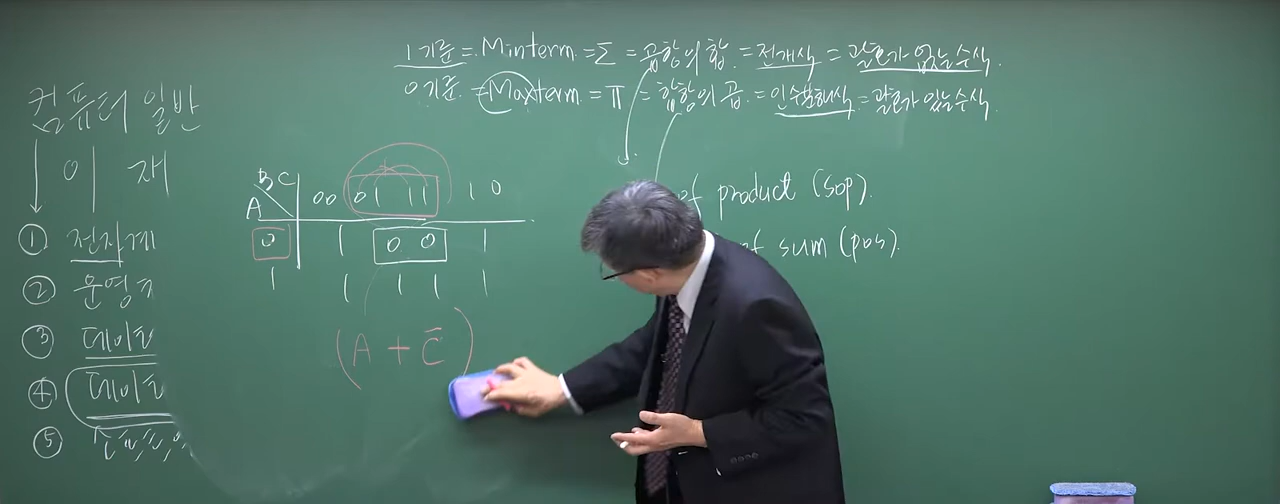 1기준 = Minterm = Σ = 곱항의 합 = 전개식 = 괄호가 없는 수식.
0기준 = Maxterm = π = 합항의 곱 = 인수분해식 = 괄호가 있는 수식
컴퓨터 일반
이 재
① 전자계
② 운영
③ 데이
④ 데이
⑤
BC 00 01 11 10
A
0 1 0 0 1
1 1 1 1 1
(A + C̄)
of product (sop).
of sum (pos).